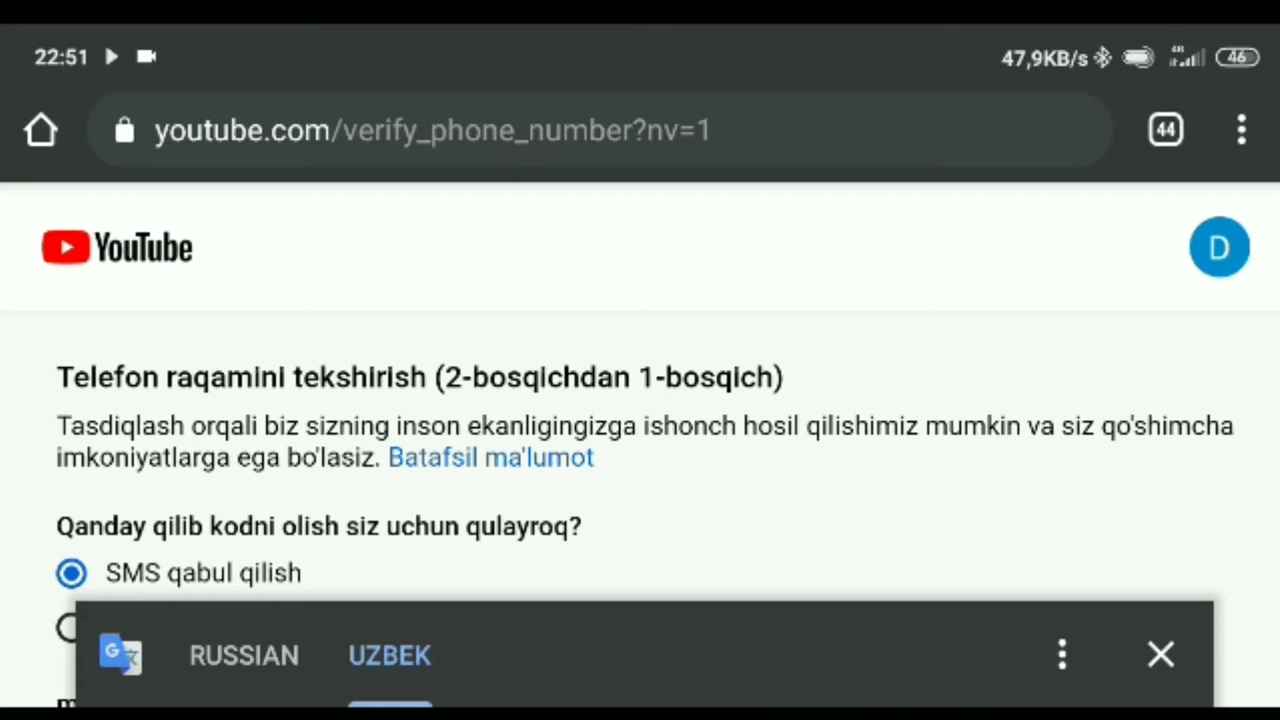 22:51 47,9KB/s 4G 46
youtube.com/verify_phone_number?nv=1 44
YouTube D
Telefon raqamini tekshirish (2-bosqichdan 1-bosqich)
Tasdiqlash orqali biz sizning inson ekanligingizga ishonch hosil qilishimiz mumkin va siz qo'shimcha
imkoniyatlarga ega bo'lasiz. Batafsil ma'lumot
Qanday qilib kodni olish siz uchun qulayroq?
SMS qabul qilish
RUSSIAN UZBEK